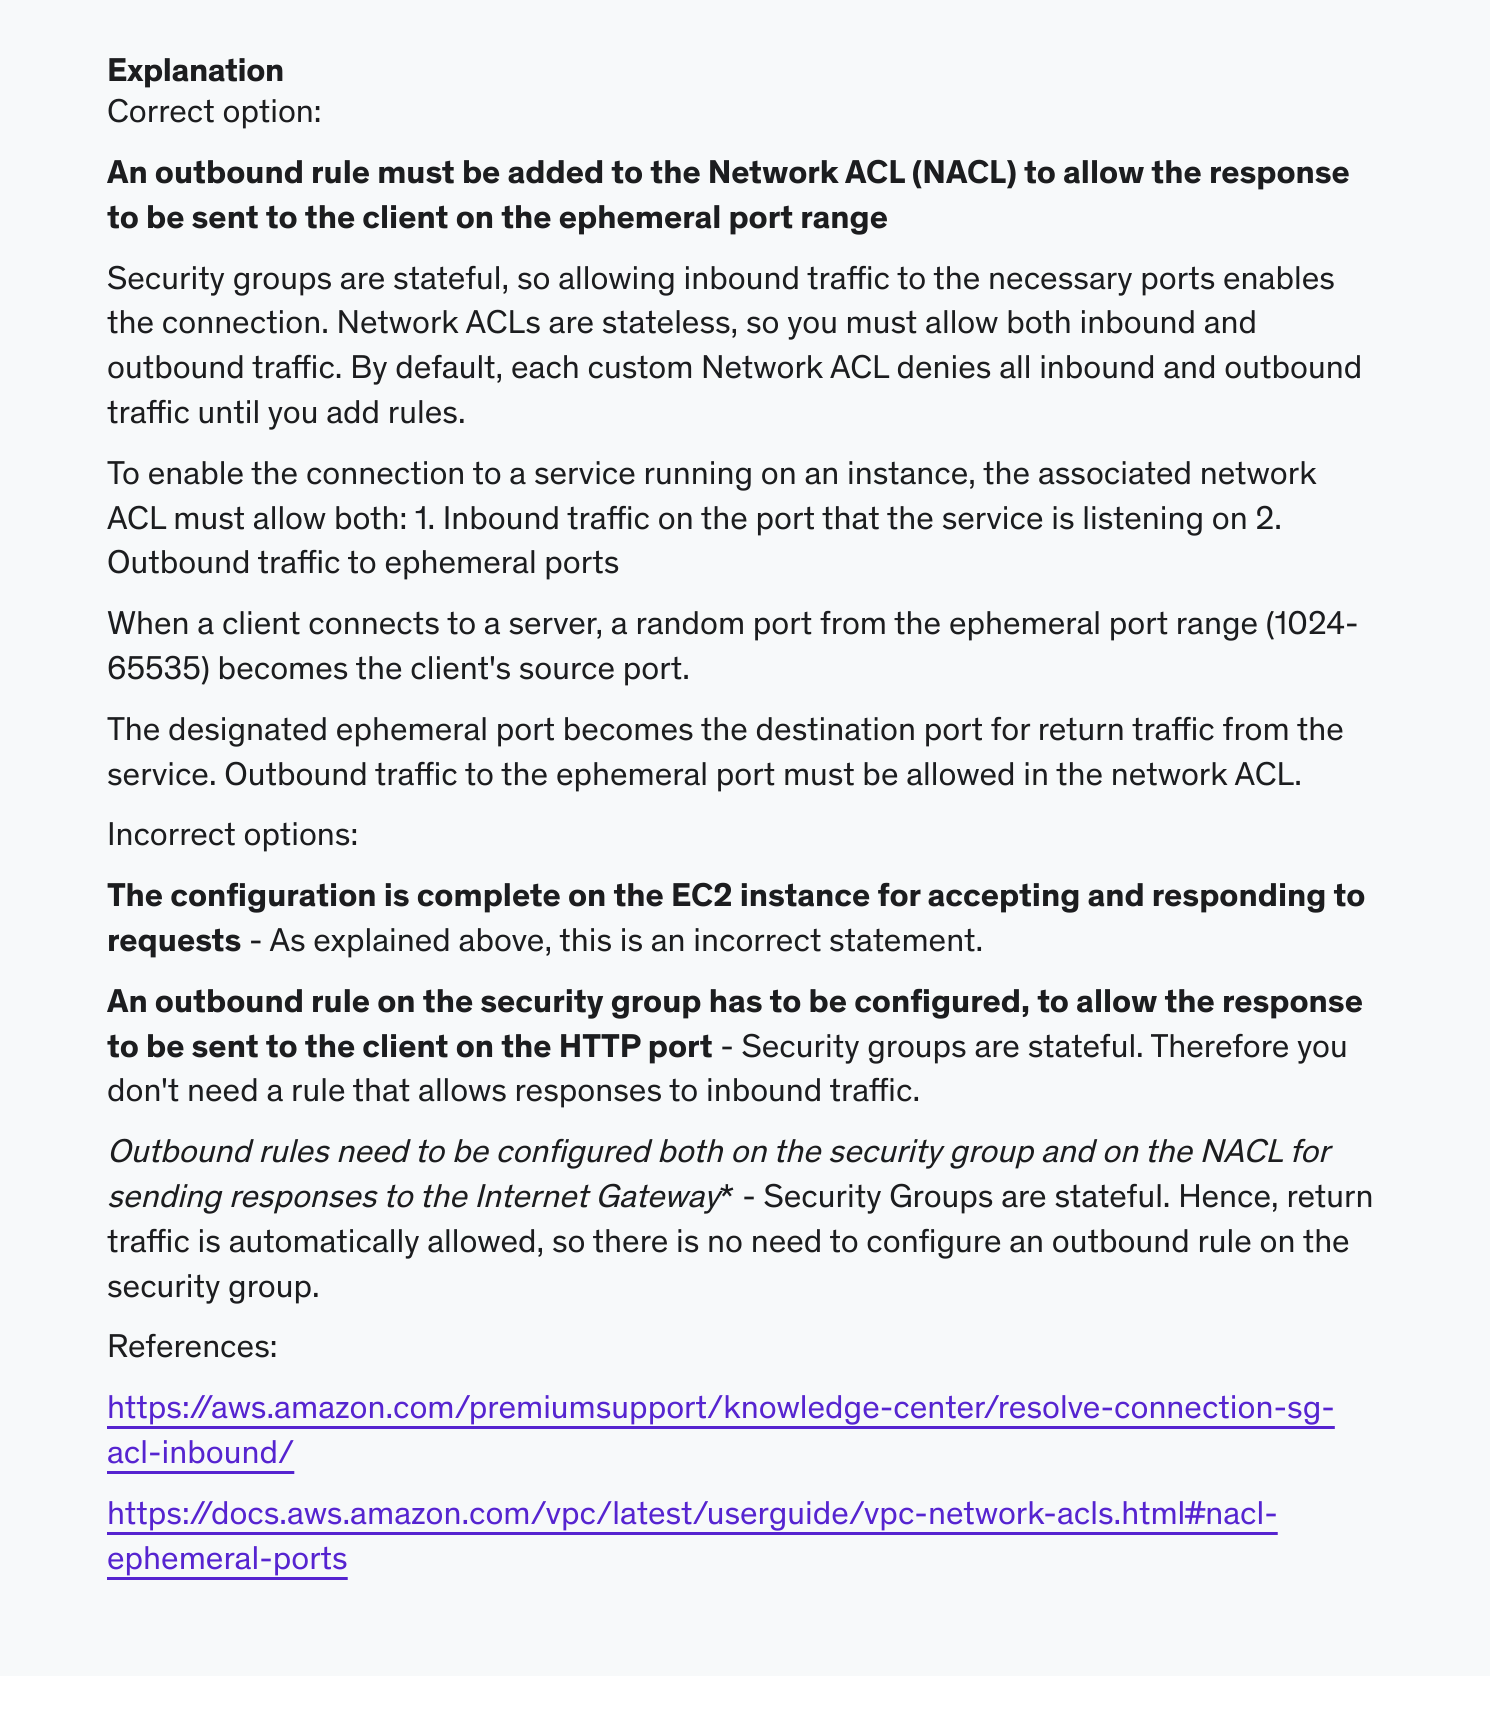 Explanation
Correct option:
An outbound rule must be added to the Network ACL (NACL) to allow the response
to be sent to the client on the ephemeral port range
Security groups are stateful, so allowing inbound traffic to the necessary ports enables
the connection. Network ACLs are stateless, so you must allow both inbound and
outbound traffic. By default, each custom Network ACL denies all inbound and outbound
traffic until you add rules.
To enable the connection to a service running on an instance, the associated network
ACL must allow both: 1. Inbound traffic on the port that the service is listening on 2.
Outbound traffic to ephemeral ports
When a client connects to a server, a random port from the ephemeral port range (1024-
65535) becomes the client's source port.
The designated ephemeral port becomes the destination port for return traffic from the
service. Outbound traffic to the ephemeral port must be allowed in the network ACL.
Incorrect options:
The configuration is complete on the EC2 instance for accepting and responding to
requests - As explained above, this is an incorrect statement.
An outbound rule on the security group has to be configured, to allow the response
to be sent to the client on the HTTP port - Security groups are stateful. Therefore you
don't need a rule that allows responses to inbound traffic.
Outbound rules need to be configured both on the security group and on the NACL for
sending responses to the Internet Gateway* - Security Groups are stateful. Hence, return
traffic is automatically allowed, so there is no need to configure an outbound rule on the
security group.
References:
https://aws.amazon.com/premiumsupport/knowledge-center/resolve-connection-sg-
acl-inbound/
https://docs.aws.amazon.com/vpc/latest/userguide/vpc-network-acls.html#nacl-
ephemeral-ports